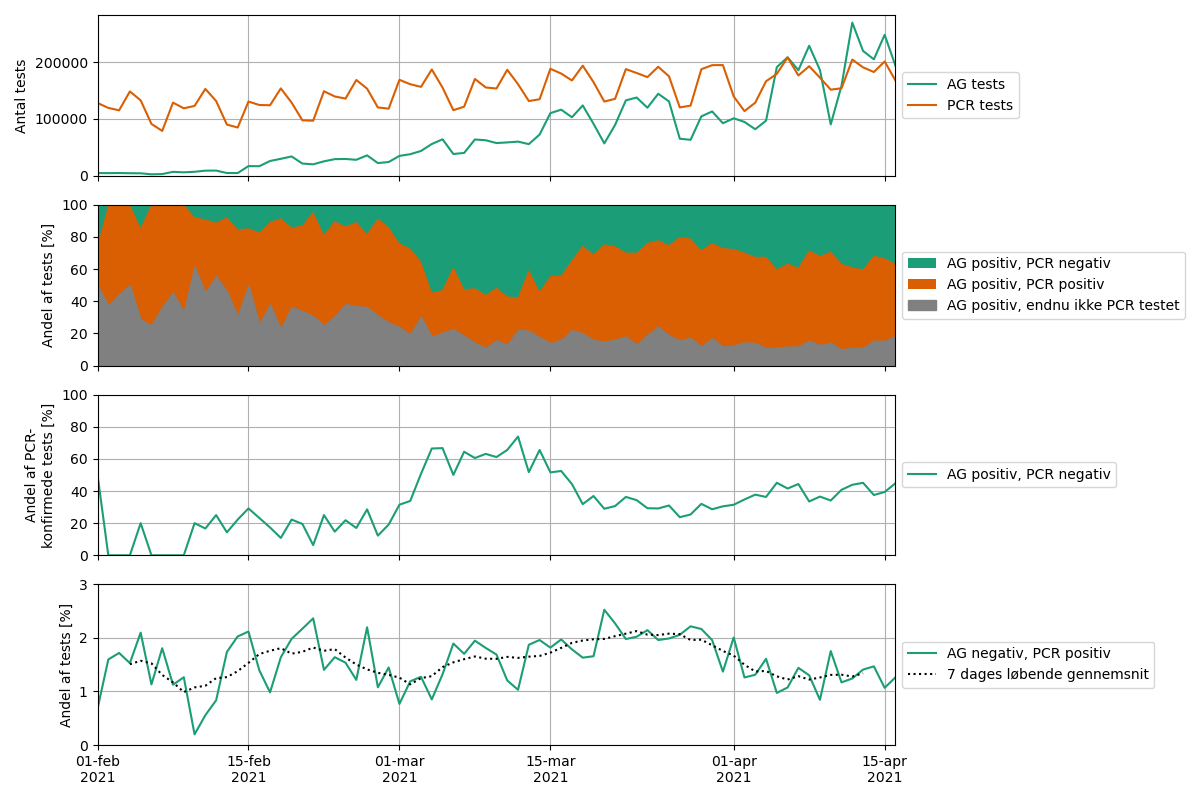 Antal tests
200000
100000
0
AG tests
PCR tests
Andel af tests [%]
100
80
60
40
20
0
AG positiv, PCR negativ
AG positiv, PCR positiv
AG positiv, endnu ikke PCR testet
Andel af PCR-
konfirmede tests [%]
100
80
60
40
20
0
AG positiv, PCR negativ
Andel af tests [%]
3
2
1
0
AG negativ, PCR positiv
7 dages løbende gennemsnit
01-feb 15-feb 01-mar 15-mar 01-apr 15-apr
2021 2021 2021 2021 2021 2021